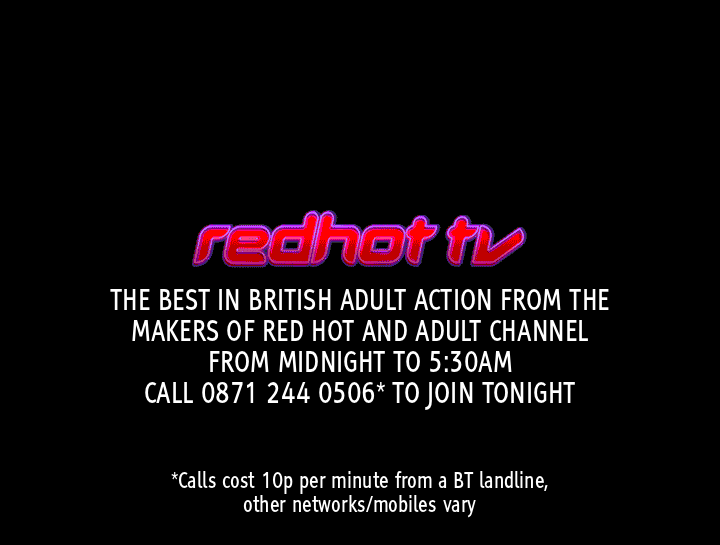 redhot tv
THE BEST IN BRITISH ADULT ACTION FROM THE
MAKERS OF RED HOT AND ADULT CHANNEL
FROM MIDNIGHT TO 5:30AM
CALL 0871 244 0506* TO JOIN TONIGHT
*Calls cost 10p per minute from a BT landline,
other networks/mobiles vary